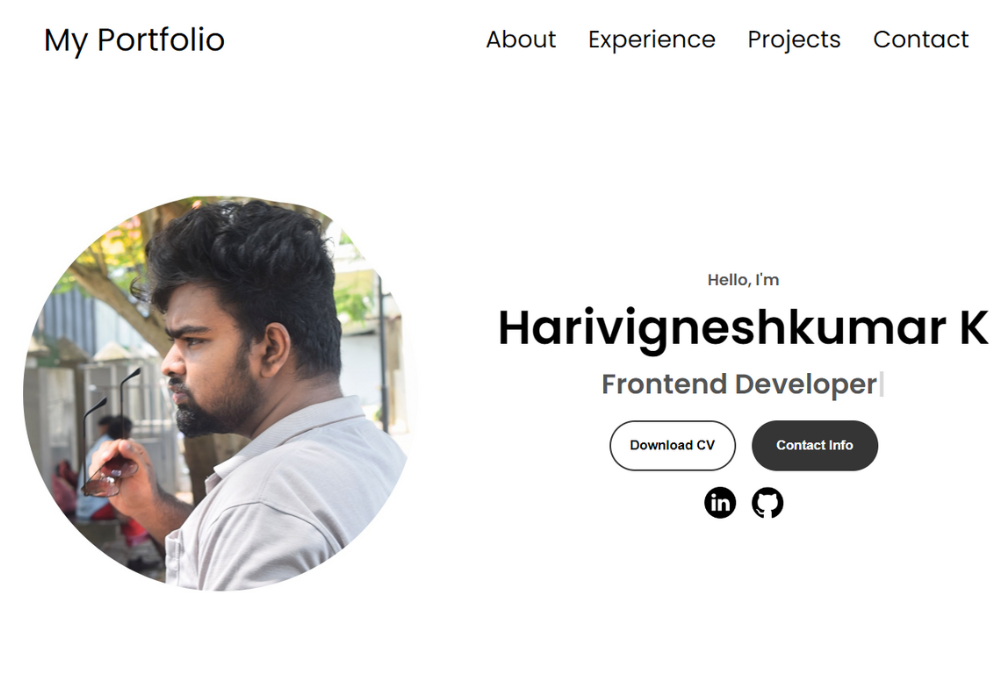 My Portfolio About Experience Projects Contact
Hello, I'm
Harivigneshkumar K
Frontend Developer
Download CV Contact Info
in